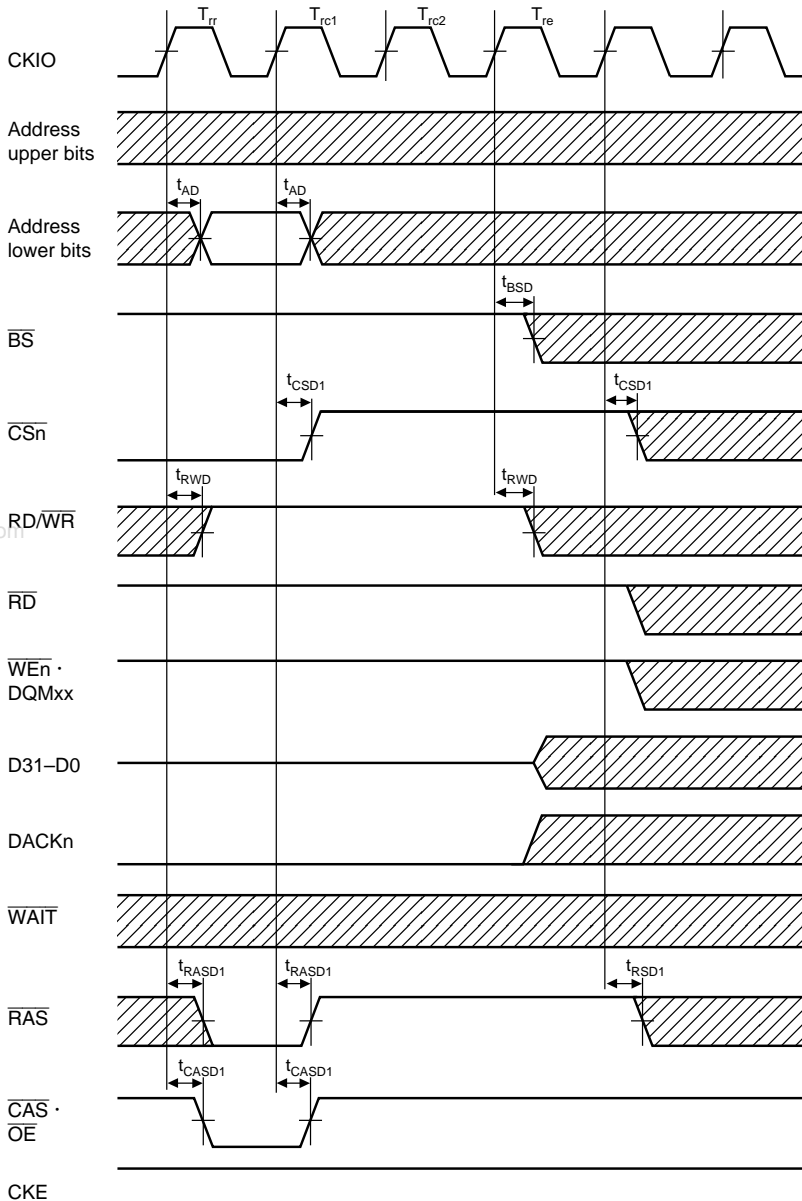 Trr Trc1 Trc2 Tre
CKIO
Address
upper bits
tAD tAD
Address
lower bits
tBSD
BS
tCSD1 tCSD1
CSn
tRWD tRWD
RD/WR
om
RD
WEn ·
DQMxx
D31–D0
DACKn
WAIT
tRASD1 tRASD1 tRSD1
RAS
tCASD1 tCASD1
CAS ·
OE
CKE